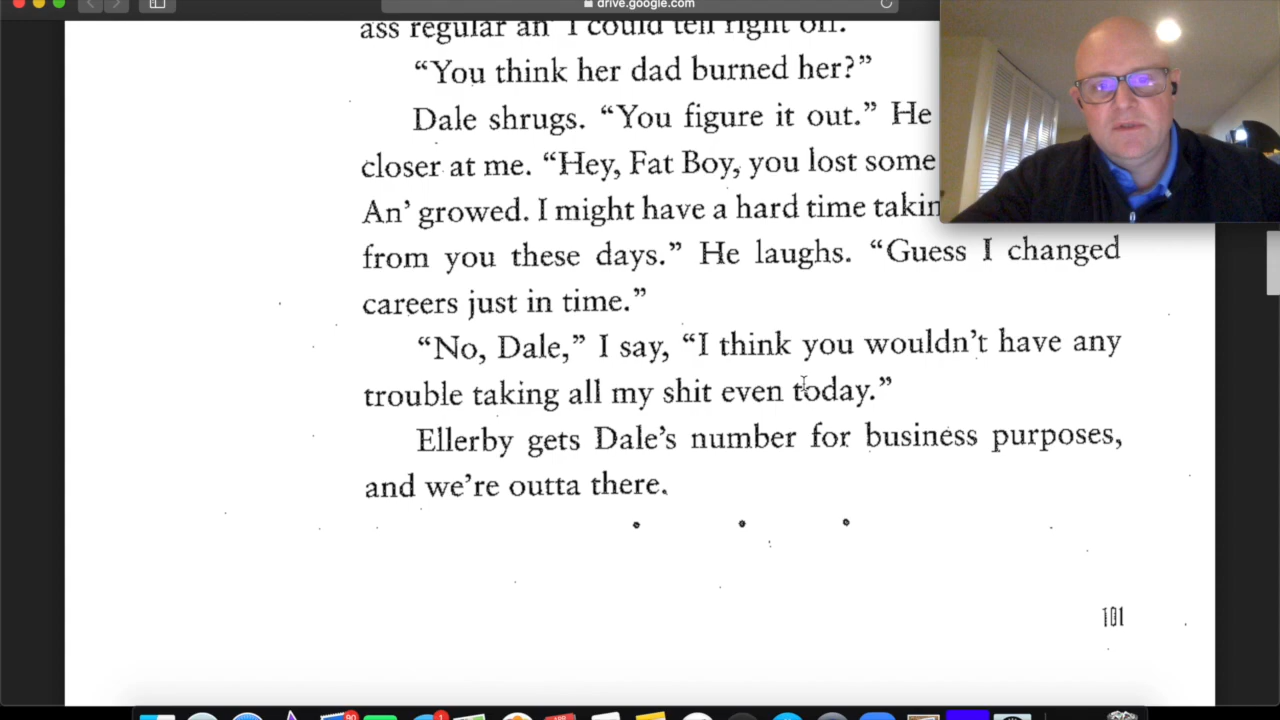 drive.google.com
ass regular an' I could tell right off.
“You think her dad burned her?”
Dale shrugs. “You figure it out.” He
closer at me. “Hey, Fat Boy, you lost some
An' growed. I might have a hard time takin
from you these days.” He laughs. “Guess I changed
careers just in time.”
“No, Dale,” I say, “I think you wouldn't have any
trouble taking all my shit even today.”
Ellerby gets Dale's number for business purposes,
and we're outta there.
• • •
101
90
1